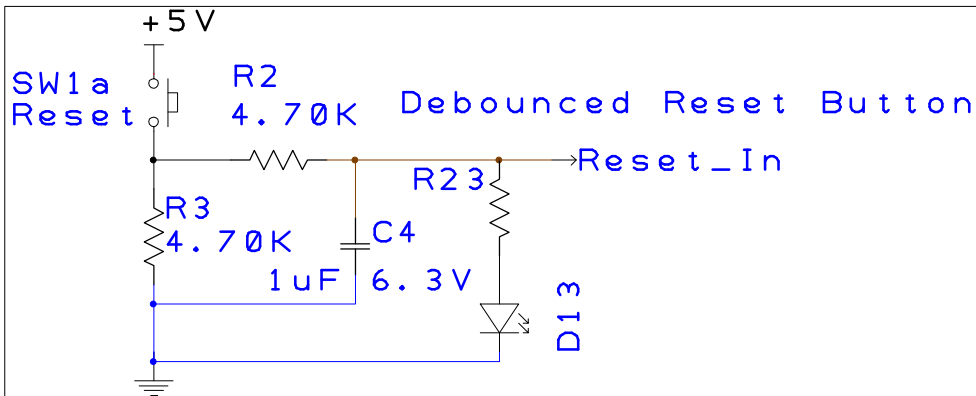 +5V
SW1a
Reset
R2
4.70K
Debounced Reset Button
Reset_In
R23
R3
4.70K
C4
1uF 6.3V
D13